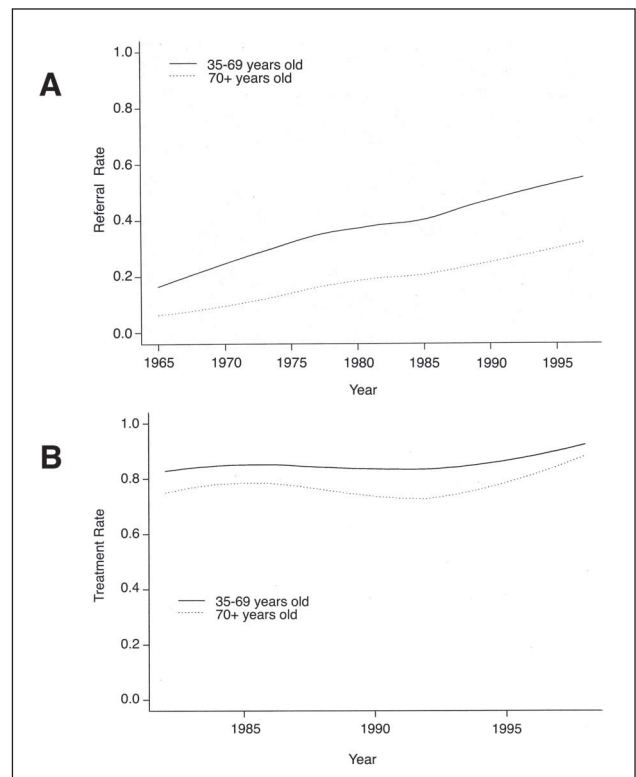 A
35-69 years old
70+ years old
1.0
0.8
0.6
0.4
0.2
0.0
Referral Rate
1965 1970 1975 1980 1985 1990 1995
Year
B
1.0
0.8
0.6
0.4
0.2
0.0
Treatment Rate
35-69 years old
70+ years old
1985 1990 1995
Year